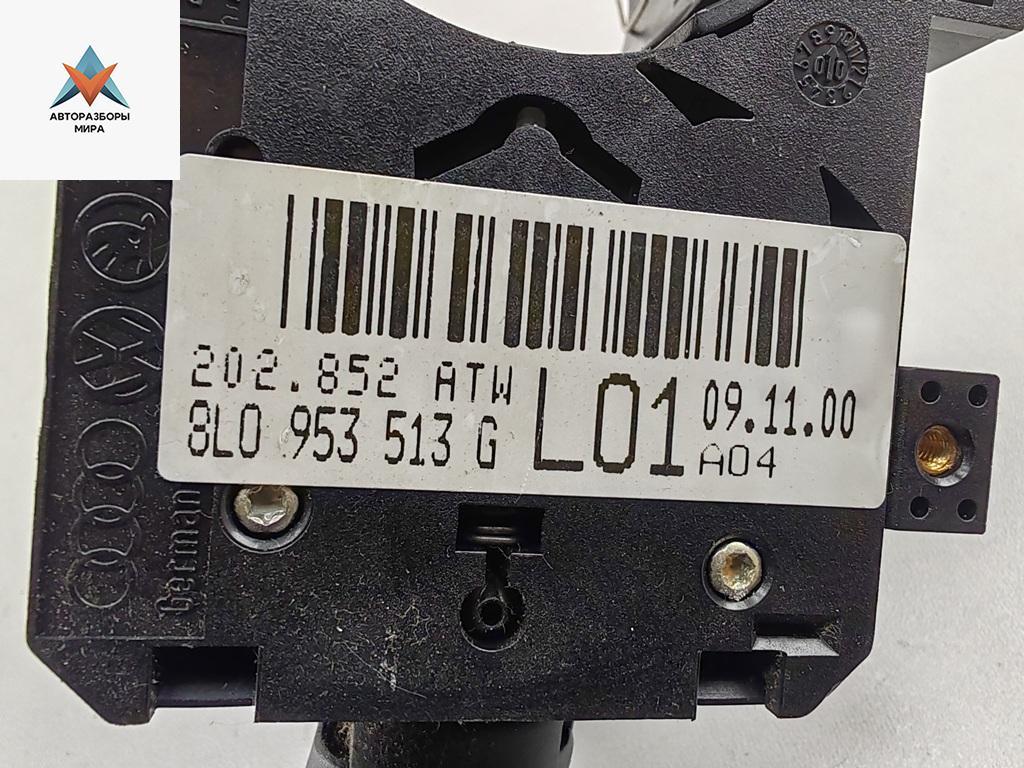 АВТОРАЗБОРЫ
МИРА
202.852 ATW
8L0 953 513 G
L01
09.11.00
A04
German